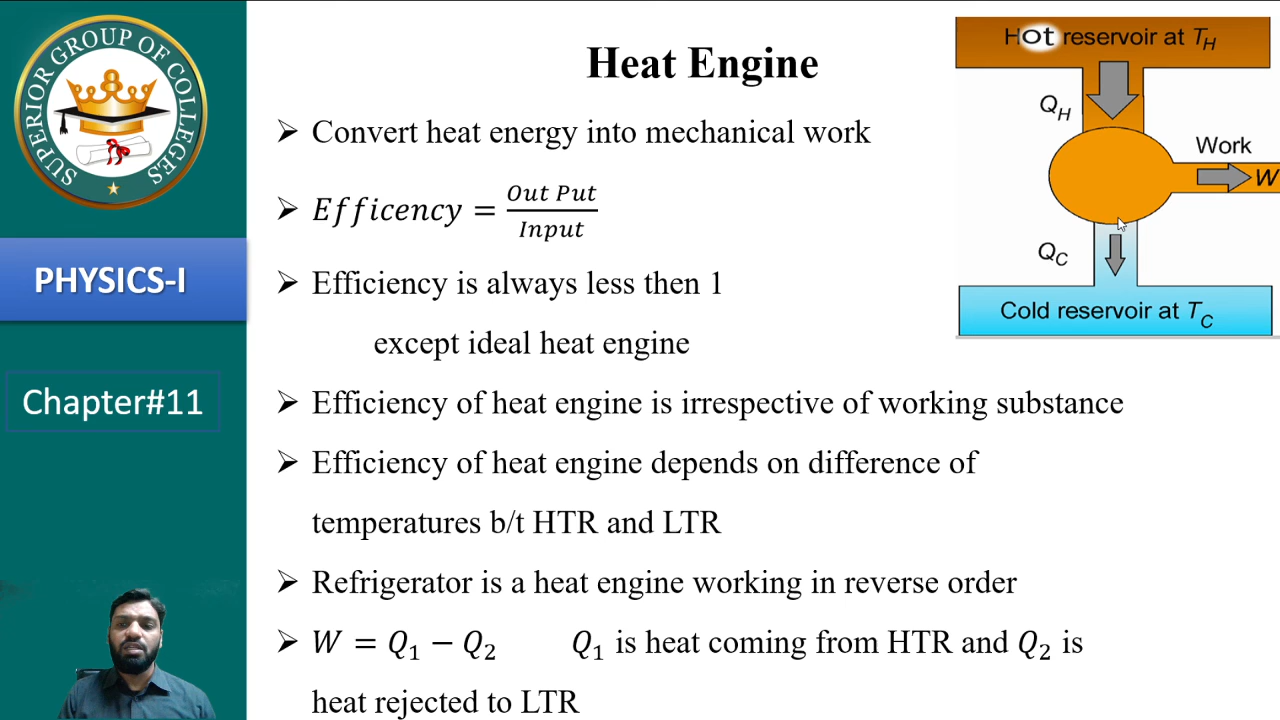 SUPERIOR GROUP OF COLLEGES
PHYSICS-I
Chapter#11
Heat Engine
➢ Convert heat energy into mechanical work
➢ Efficency = Out Put / Input
➢ Efficiency is always less then 1
except ideal heat engine
➢ Efficiency of heat engine is irrespective of working substance
➢ Efficiency of heat engine depends on difference of
temperatures b/t HTR and LTR
➢ Refrigerator is a heat engine working in reverse order
➢ W = Q₁ − Q₂ Q₁ is heat coming from HTR and Q₂ is
heat rejected to LTR
Hot reservoir at T_H
Q_H
Work
W
Q_C
Cold reservoir at T_C